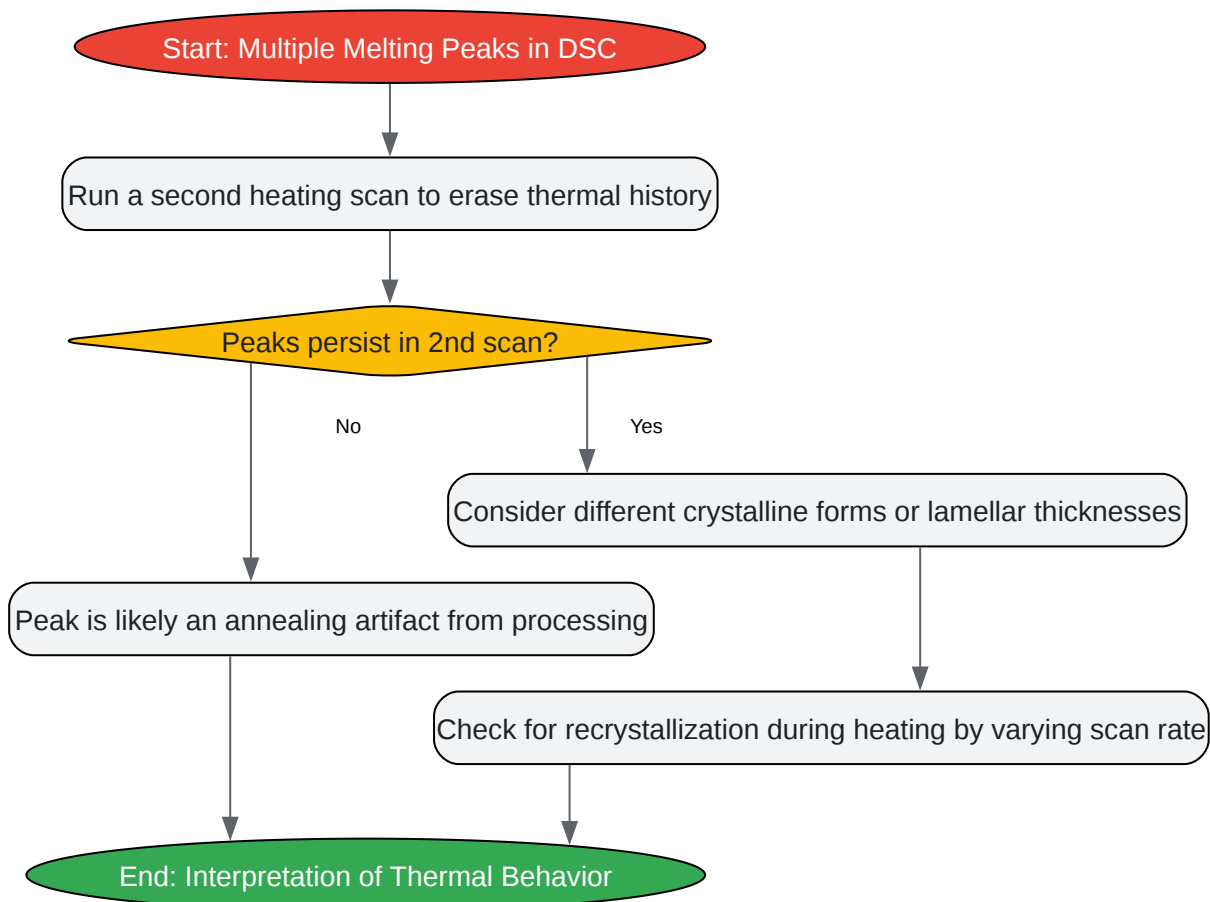 Start: Multiple Melting Peaks in DSC
Run a second heating scan to erase thermal history
Peaks persist in 2nd scan?
No
Yes
Consider different crystalline forms or lamellar thicknesses
Peak is likely an annealing artifact from processing
Check for recrystallization during heating by varying scan rate
End: Interpretation of Thermal Behavior